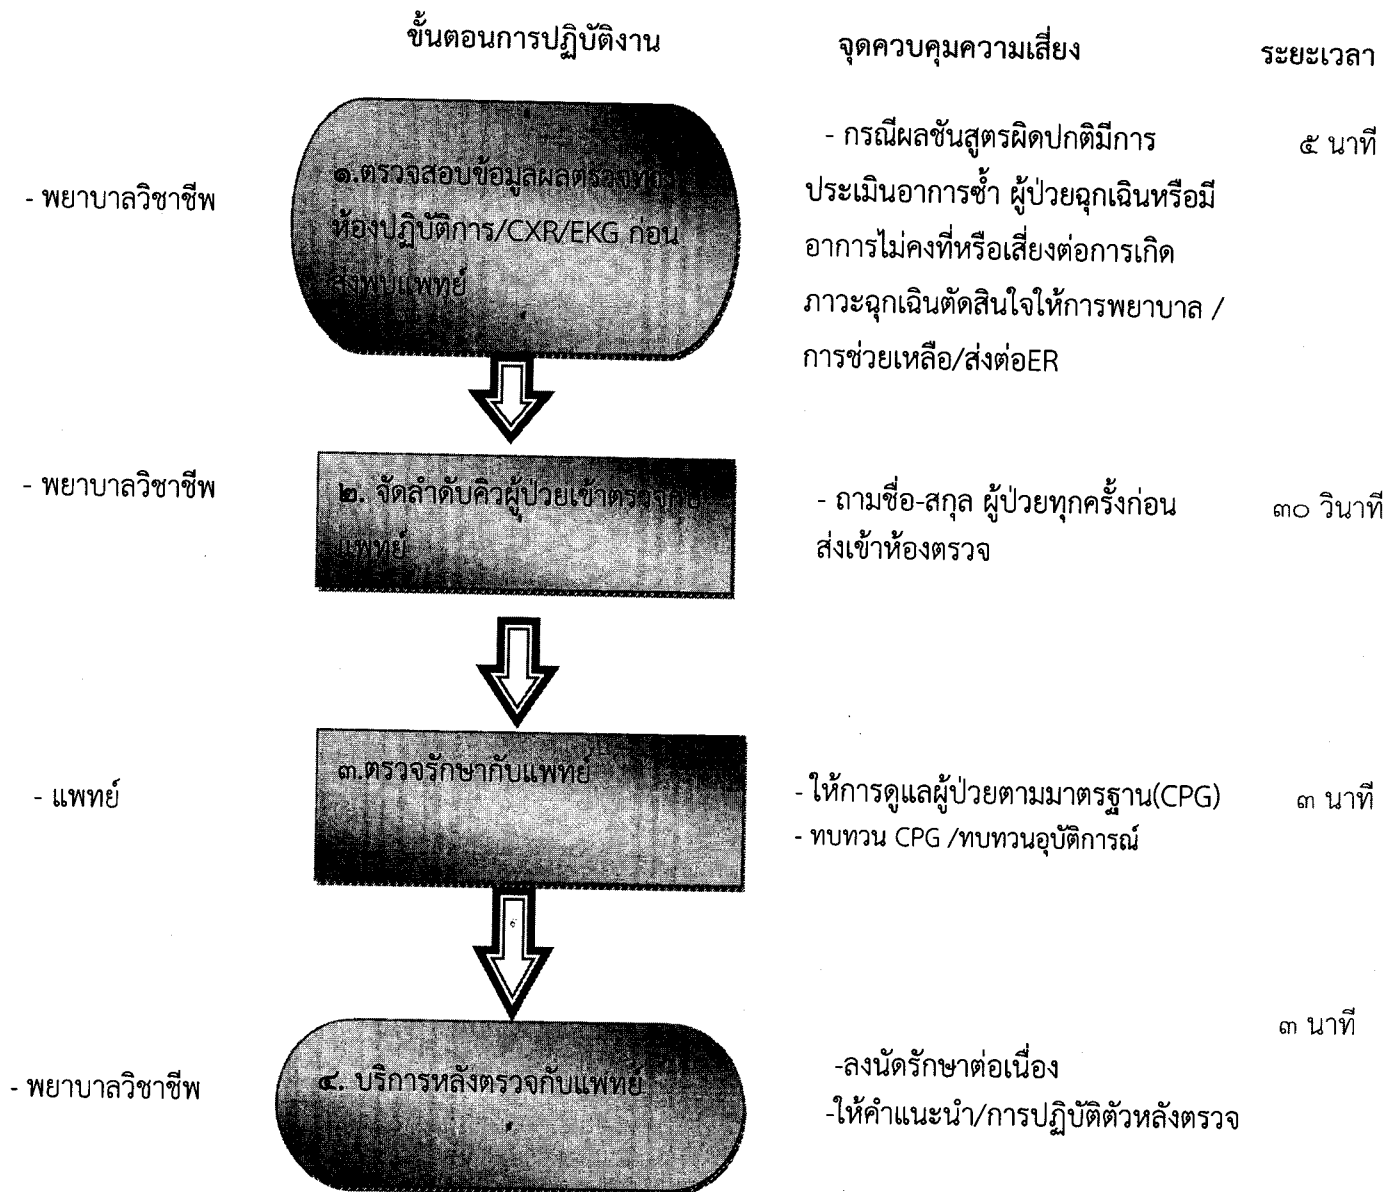 ขั้นตอนการปฏิบัติงาน
จุดควบคุมความเสี่ยง
ระยะเวลา
- พยาบาลวิชาชีพ
๑.ตรวจสอบข้อมูลผลตรวจทาง
ห้องปฏิบัติการ/CXR/EKG ก่อน
ส่งพบแพทย์
- กรณีผลชันสูตรผิดปกติมีการ
ประเมินอาการซ้ำ ผู้ป่วยฉุกเฉินหรือมี
อาการไม่คงที่หรือเสี่ยงต่อการเกิด
ภาวะฉุกเฉินตัดสินใจให้การพยาบาล /
การช่วยเหลือ/ส่งต่อER
๕ นาที
- พยาบาลวิชาชีพ
๒. จัดลำดับคิวผู้ป่วยเข้าตรวจกับ
แพทย์
- ถามชื่อ-สกุล ผู้ป่วยทุกครั้งก่อน
ส่งเข้าห้องตรวจ
๓๐ วินาที
- แพทย์
๓.ตรวจรักษากับแพทย์
- ให้การดูแลผู้ป่วยตามมาตรฐาน(CPG)
- ทบทวน CPG /ทบทวนอุบัติการณ์
๓ นาที
- พยาบาลวิชาชีพ
๔. บริการหลังตรวจกับแพทย์
-ลงนัดรักษาต่อเนื่อง
-ให้คำแนะนำ/การปฏิบัติตัวหลังตรวจ
๓ นาที